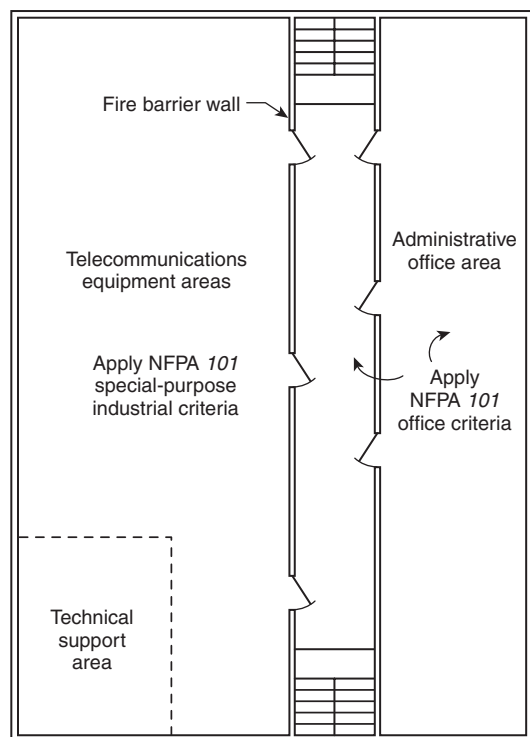 Fire barrier wall
Telecommunications
equipment areas
Apply NFPA 101
special-purpose
industrial criteria
Administrative
office area
Apply
NFPA 101
office criteria
Technical
support
area